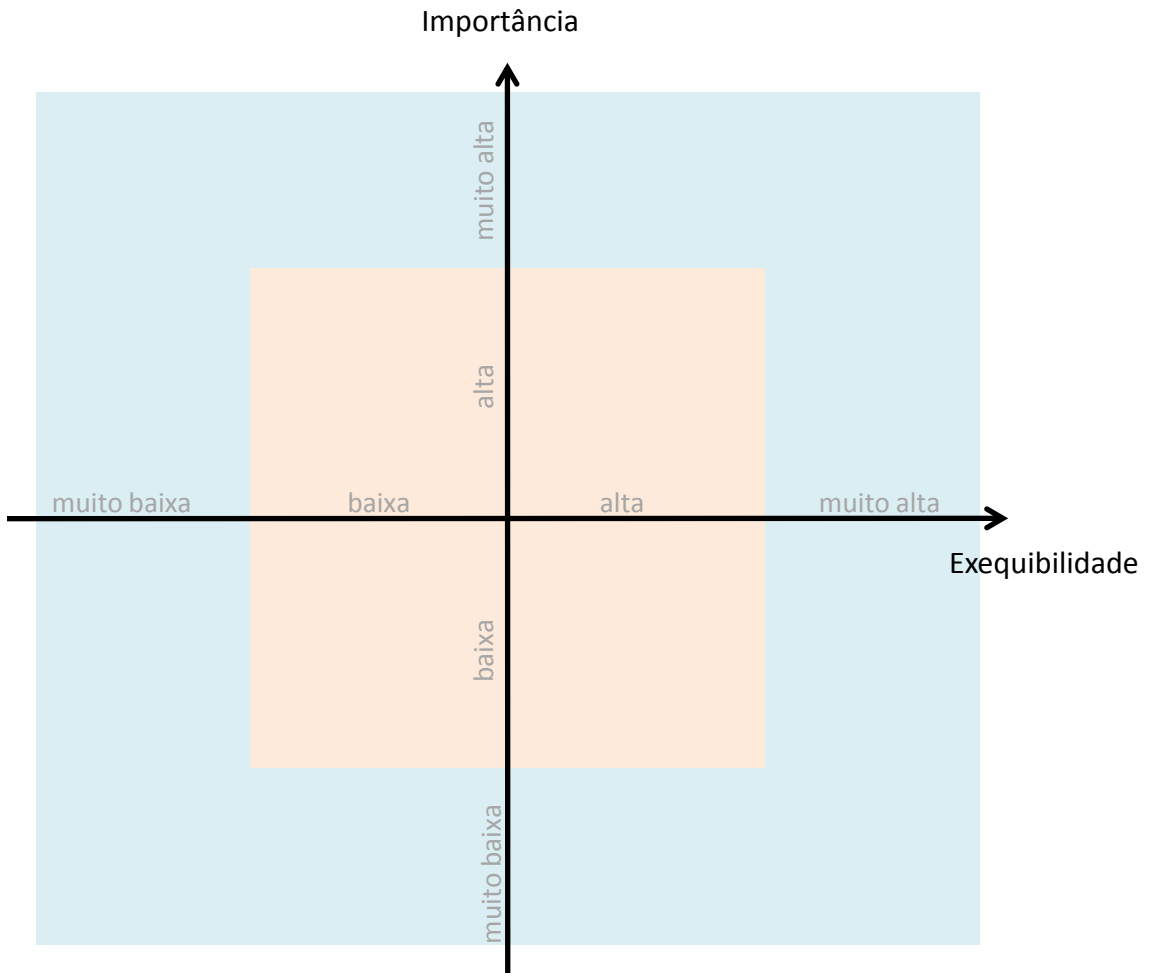 Importância
muito alta
alta
muito baixa
baixa
alta
muito alta
Exequibilidade
baixa
muito baixa